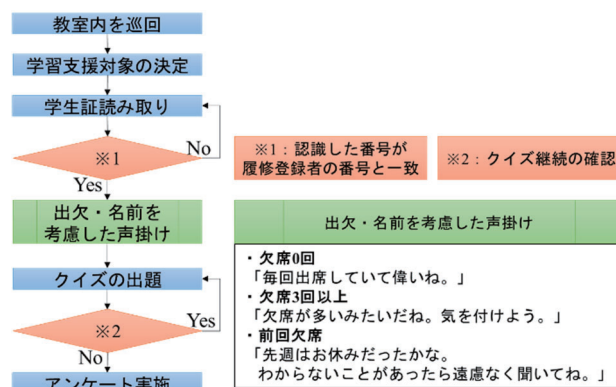 教室内を巡回
学習支援対象の決定
学生証読み取り
※1
No
Yes
出欠・名前を
考慮した声掛け
クイズの出題
※2
Yes
No
アンケート実施
※1：認識した番号が
履修登録者の番号と一致
※2：クイズ継続の確認
出欠・名前を考慮した声掛け
・欠席0回
「毎回出席していて偉いね。」
・欠席3回以上
「欠席が多いみたいだね。気を付けよう。」
・前回欠席
「先週はお休みだったかな。
わからないことがあったら遠慮なく聞いてね。」